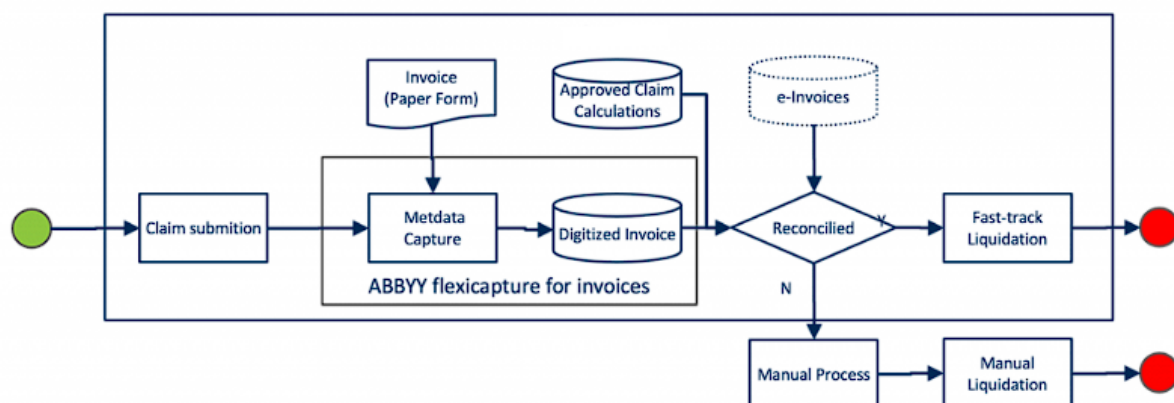 Invoice
(Paper Form)
Approved Claim
Calculations
e-Invoices
Claim submition
Metdata
Capture
Digitized Invoice
Reconcilied
Y
Fast-track
Liquidation
ABBYY flexicapture for invoices
N
Manual Process
Manual
Liquidation